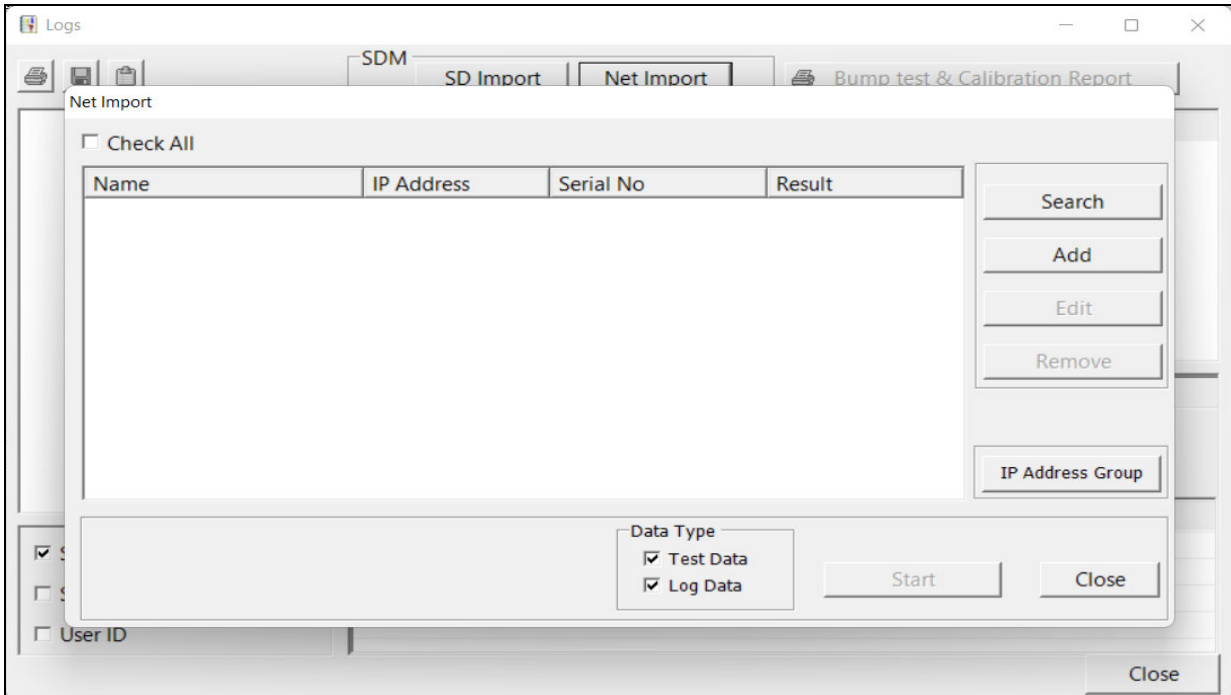 Logs
SDM
SD Import Net Import Bump test & Calibration Report
Net Import
Check All
Name IP Address Serial No Result
Search
Add
Edit
Remove
IP Address Group
Data Type
Test Data
Log Data
Start Close
User ID
Close